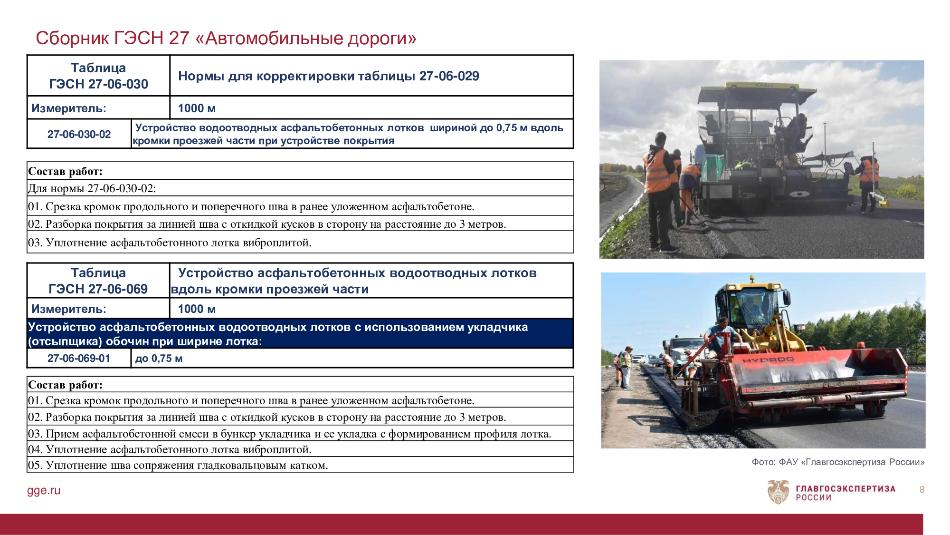 Сборник ГЭСН 27 «Автомобильные дороги»
Таблица
ГЭСН 27-06-030
Нормы для корректировки таблицы 27-06-029
Измеритель:
1000 м
27-06-030-02
Устройство водоотводных асфальтобетонных лотков шириной до 0,75 м вдоль
кромки проезжей части при устройстве покрытия
Состав работ:
Для нормы 27-06-030-02:
01. Срезка кромок продольного и поперечного шва в ранее уложенном асфальтобетоне.
02. Разборка покрытия за линией шва с откидкой кусков в сторону на расстояние до 3 метров.
03. Уплотнение асфальтобетонного лотка виброплитой.
Таблица
ГЭСН 27-06-069
Устройство асфальтобетонных водоотводных лотков
вдоль кромки проезжей части
Измеритель:
1000 м
Устройство асфальтобетонных водоотводных лотков с использованием укладчика
(отсыпщика) обочин при ширине лотка:
27-06-069-01
до 0,75 м
Состав работ:
01. Срезка кромок продольного и поперечного шва в ранее уложенном асфальтобетоне.
02. Разборка покрытия за линией шва с откидкой кусков в сторону на расстояние до 3 метров.
03. Прием асфальтобетонной смеси в бункер укладчика и ее укладка с формированием профиля лотка.
04. Уплотнение асфальтобетонного лотка виброплитой.
05. Уплотнение шва сопряжения гладковальцовым катком.
HYDROG
Фото: ФАУ «Главгосэкспертиза России»
gge.ru
ГЛАВГОСЭКСПЕРТИЗА
РОССИИ
8